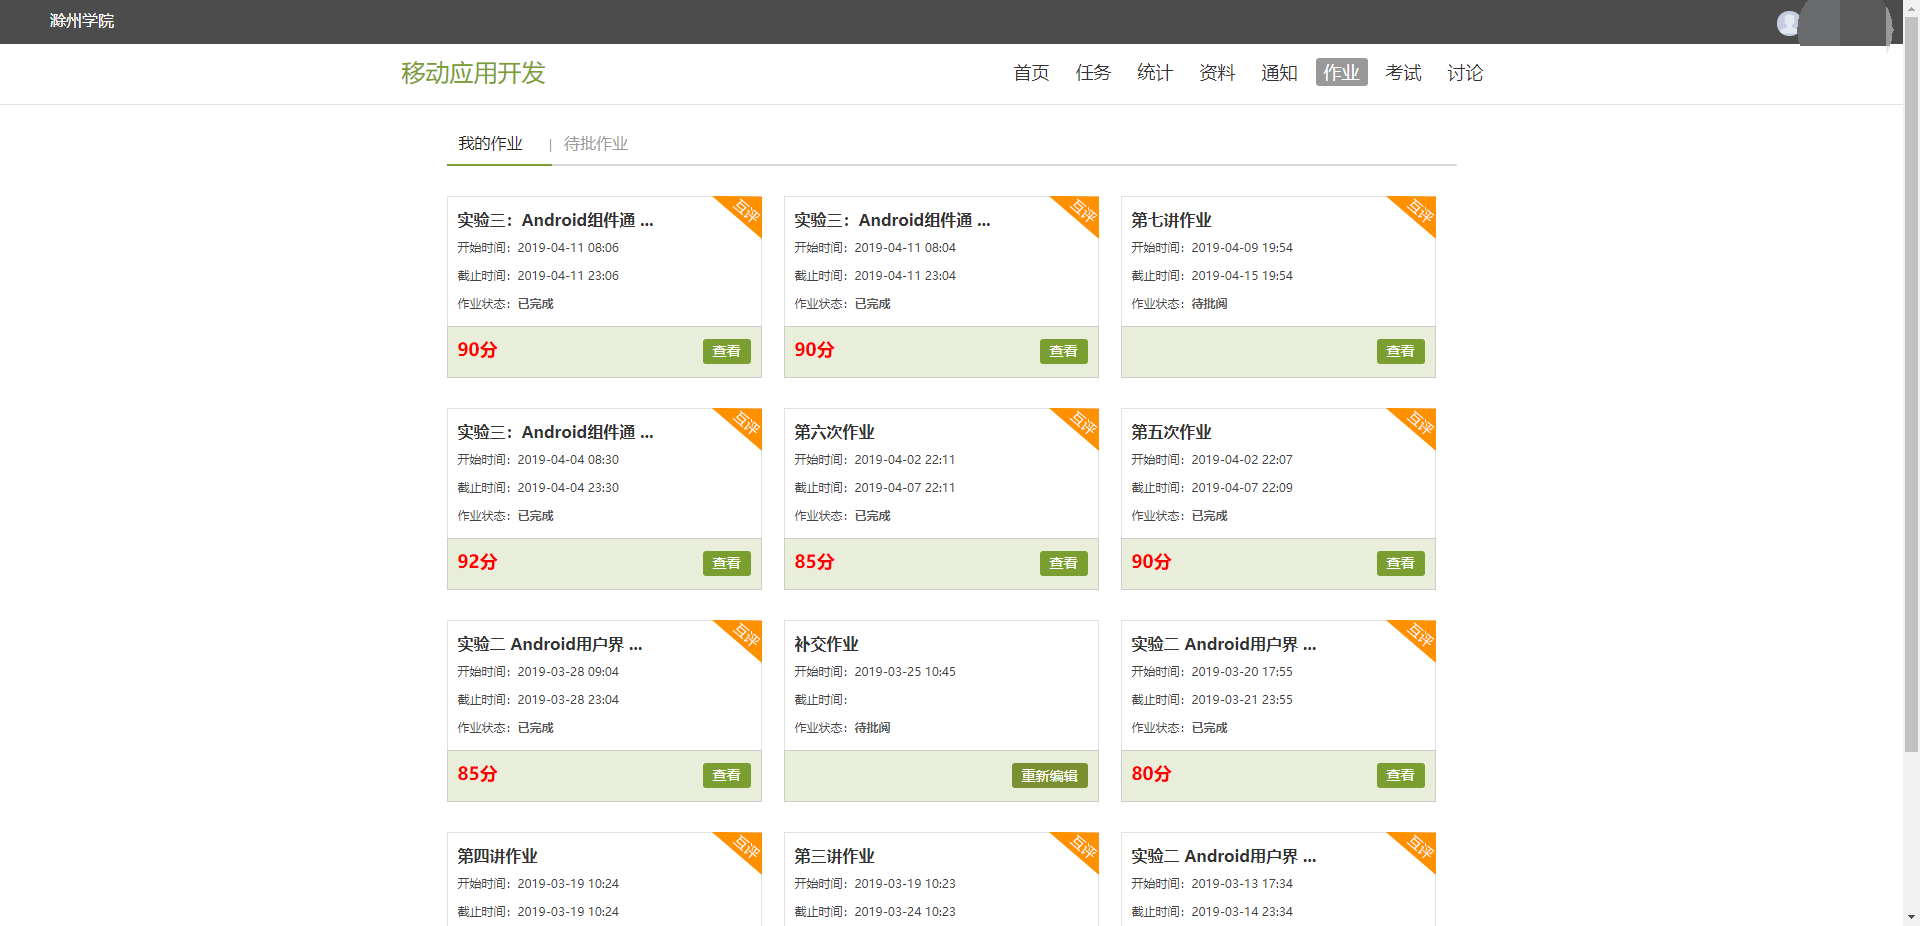 滁州学院
移动应用开发
首页 任务 统计 资料 通知 作业 考试 讨论
我的作业 | 待批作业
互评
实验三：Android组件通 ...
开始时间：2019-04-11 08:06
截止时间：2019-04-11 23:06
作业状态：已完成
90分 查看
互评
实验三：Android组件通 ...
开始时间：2019-04-11 08:04
截止时间：2019-04-11 23:04
作业状态：已完成
90分 查看
互评
第七讲作业
开始时间：2019-04-09 19:54
截止时间：2019-04-15 19:54
作业状态：待批阅
查看
互评
实验三：Android组件通 ...
开始时间：2019-04-04 08:30
截止时间：2019-04-04 23:30
作业状态：已完成
92分 查看
互评
第六次作业
开始时间：2019-04-02 22:11
截止时间：2019-04-07 22:11
作业状态：已完成
85分 查看
互评
第五次作业
开始时间：2019-04-02 22:07
截止时间：2019-04-07 22:09
作业状态：已完成
90分 查看
互评
实验二 Android用户界 ...
开始时间：2019-03-28 09:04
截止时间：2019-03-28 23:04
作业状态：已完成
85分 查看
补交作业
开始时间：2019-03-25 10:45
截止时间：
作业状态：待批阅
重新编辑
互评
实验二 Android用户界 ...
开始时间：2019-03-20 17:55
截止时间：2019-03-21 23:55
作业状态：已完成
80分 查看
互评
第四讲作业
开始时间：2019-03-19 10:24
截止时间：2019-03-19 10:24
互评
第三讲作业
开始时间：2019-03-19 10:23
截止时间：2019-03-24 10:23
互评
实验二 Android用户界 ...
开始时间：2019-03-13 17:34
截止时间：2019-03-14 23:34